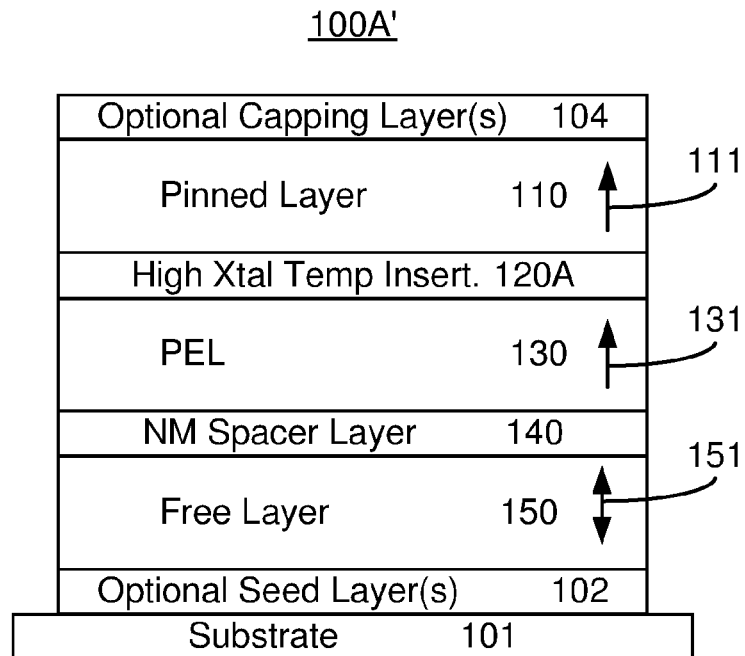 100A'
Optional Capping Layer(s) 104
111
Pinned Layer 110
High Xtal Temp Insert. 120A
131
PEL 130
NM Spacer Layer 140
151
Free Layer 150
Optional Seed Layer(s) 102
Substrate 101